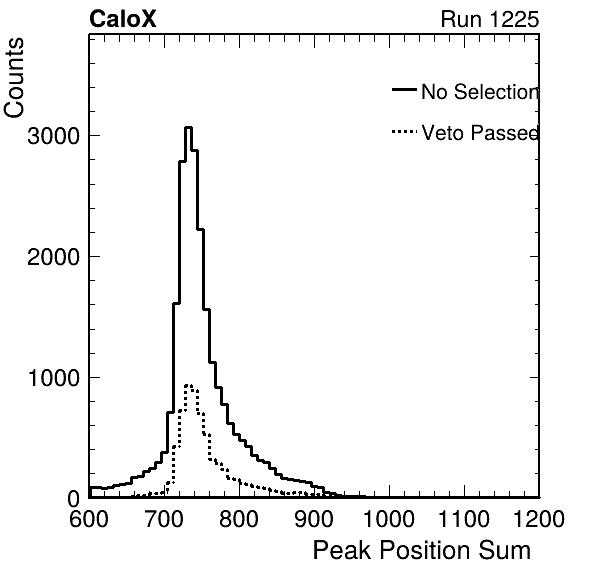 CaloX Run 1225
Counts
No Selection
Veto Passed
3000
2000
1000
0
600 700 800 900 1000 1100 1200
Peak Position Sum